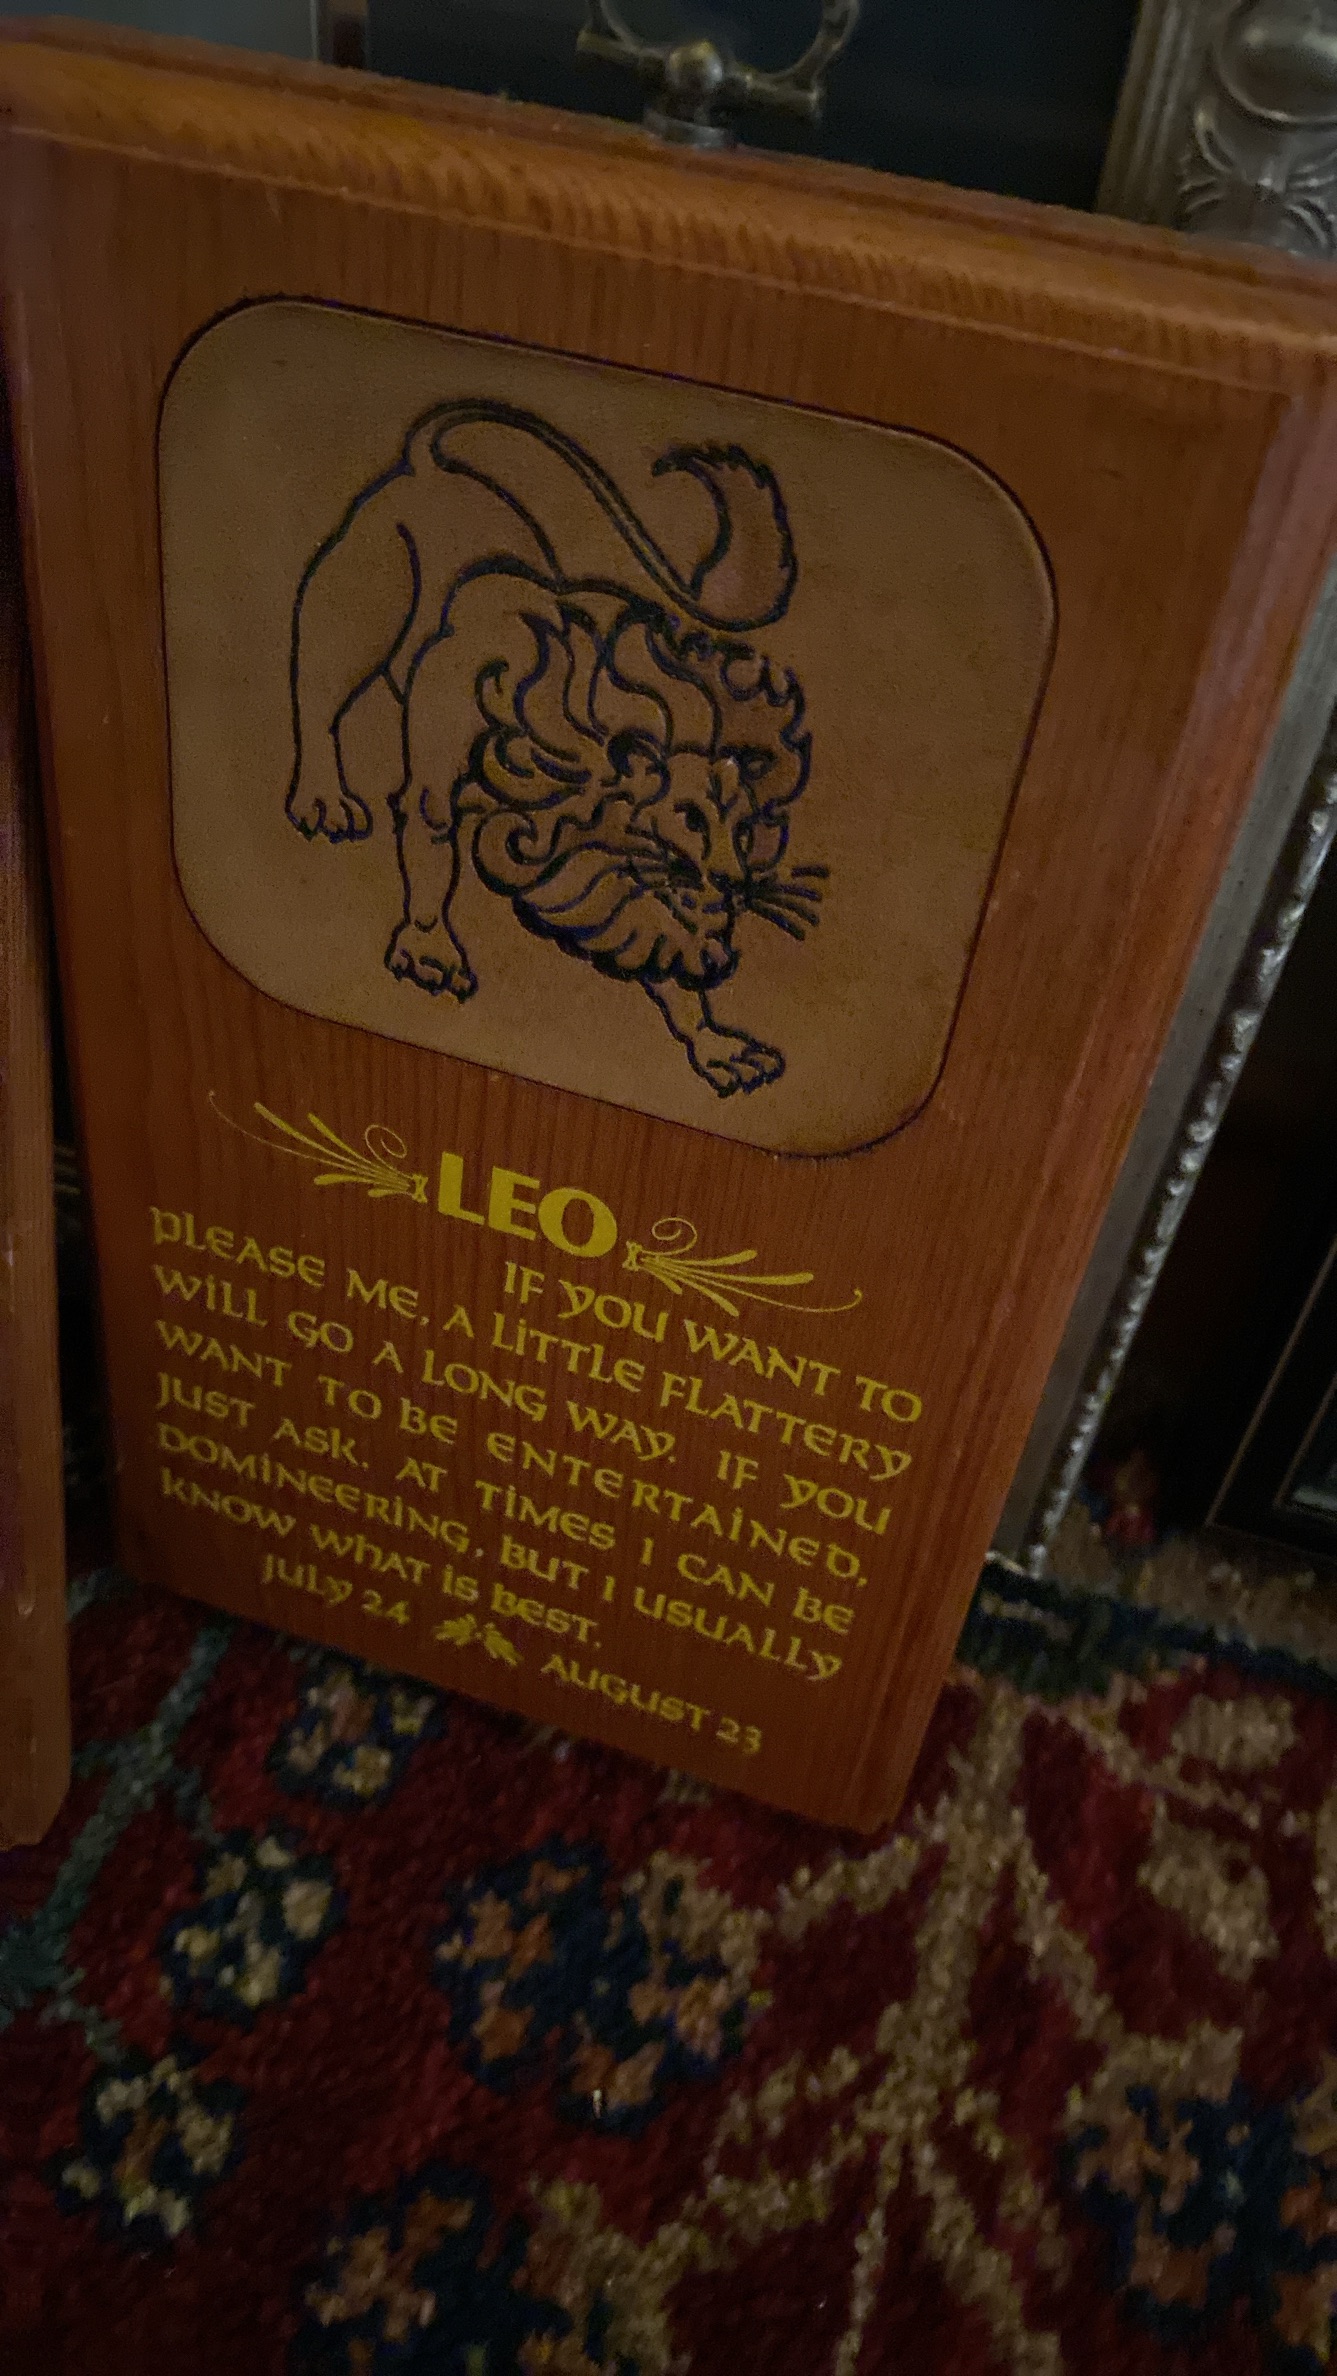 LEO
IF YOU WANT TO
PLEASE ME, A LITTLE FLATTERY
WILL GO A LONG WAY. IF YOU
WANT TO BE ENTERTAINED,
JUST ASK. AT TIMES I CAN BE
DOMINEERING, BUT I USUALLY
KNOW WHAT IS BEST.
JULY 24 AUGUST 23